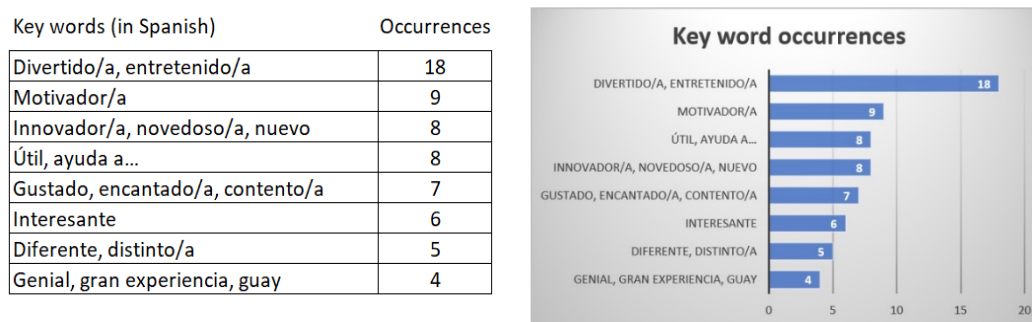 Key words (in Spanish) Occurrences
Divertido/a, entretenido/a 18
Motivador/a 9
Innovador/a, novedoso/a, nuevo 8
Útil, ayuda a... 8
Gustado, encantado/a, contento/a 7
Interesante 6
Diferente, distinto/a 5
Genial, gran experiencia, guay 4
Key word occurrences
DIVERTIDO/A, ENTRETENIDO/A 18
MOTIVADOR/A 9
ÚTIL, AYUDA A... 8
INNOVADOR/A, NOVEDOSO/A, NUEVO 8
GUSTADO, ENCANTADO/A, CONTENTO/A 7
INTERESANTE 6
DIFERENTE, DISTINTO/A 5
GENIAL, GRAN EXPERIENCIA, GUAY 4
0 5 10 15 20